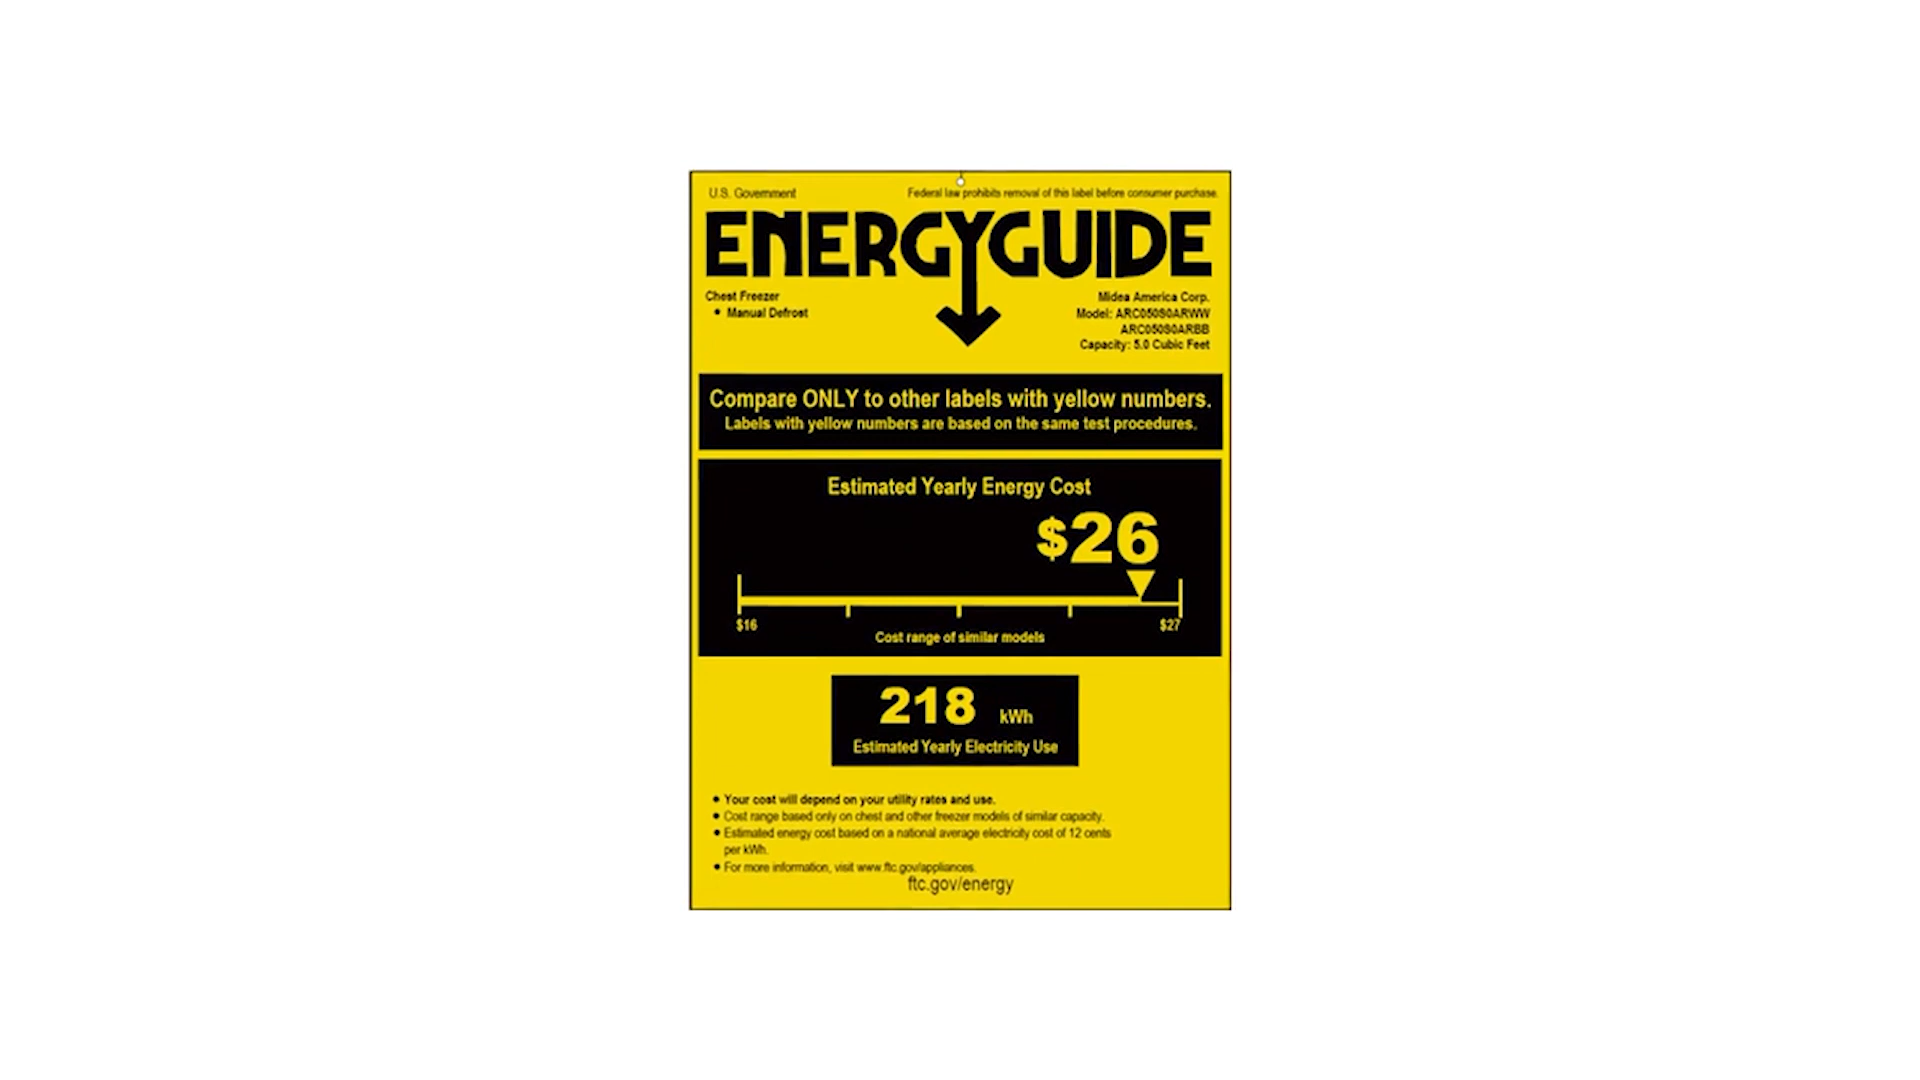 U.S. Government
Federal law prohibits removal of this label before consumer purchase.
ENERGYGUIDE
Chest Freezer
• Manual Defrost
Midea America Corp.
Model: ARC050S0ARWW
ARC050S0ARBB
Capacity: 5.0 Cubic Feet
Compare ONLY to other labels with yellow numbers.
Labels with yellow numbers are based on the same test procedures.
Estimated Yearly Energy Cost
$26
$16
$27
Cost range of similar models
218 kWh
Estimated Yearly Electricity Use
• Your cost will depend on your utility rates and use.
• Cost range based only on chest and other freezer models of similar capacity.
• Estimated energy cost based on a national average electricity cost of 12 cents
per kWh.
• For more information, visit www.ftc.gov/appliances.
ftc.gov/energy